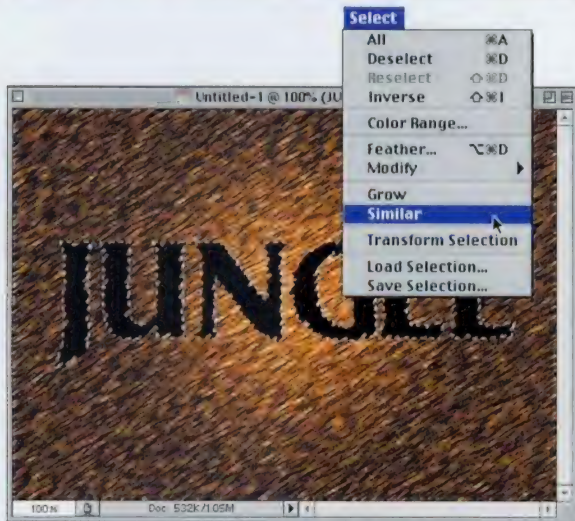 Select
All ⌘A
Deselect ⌘D
Reselect ⇧⌘D
Inverse ⇧⌘I
Color Range...
Feather... ⌥⌘D
Modify
Grow
Similar
Transform Selection
Load Selection...
Save Selection...
Untitled-1 @ 100% (JU
JUNGLE
100% Doc: 532K/1.05M